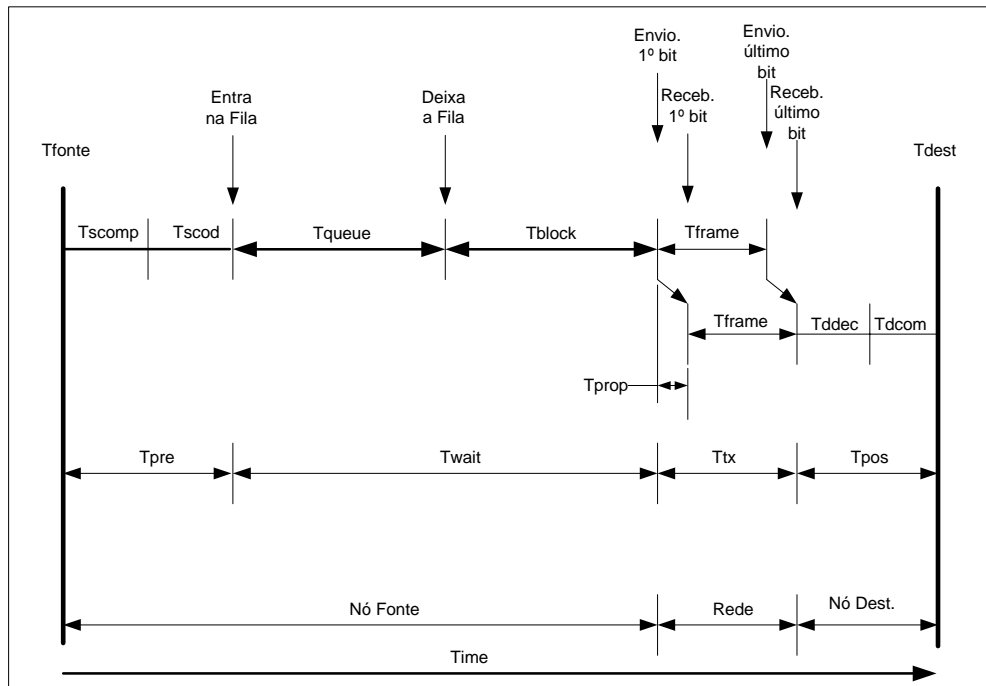 Envio.
1º bit
Envio.
último
bit
Entra
na Fila
Deixa
a Fila
Receb.
1º bit
Receb.
último
bit
Tfonte
Tdest
Tscomp
Tscod
Tqueue
Tblock
Tframe
Tframe
Tddec
Tdcom
Tprop
Tpre
Twait
Ttx
Tpos
Nó Fonte
Rede
Nó Dest.
Time